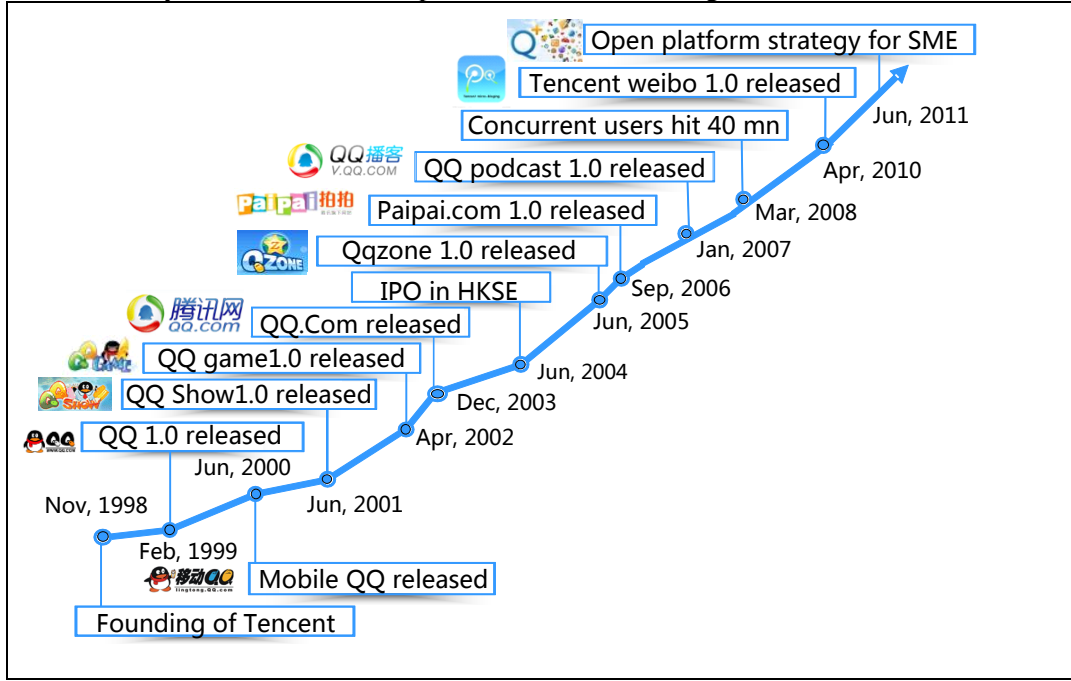 Open platform strategy for SME
Tencent weibo 1.0 released
Jun, 2011
Concurrent users hit 40 mn
QQ播客
V.QQ.COM
QQ podcast 1.0 released
Apr, 2010
PaiPai拍拍
Paipai.com 1.0 released
Mar, 2008
QZONE
Qqzone 1.0 released
Jan, 2007
IPO in HKSE
Sep, 2006
腾讯网
QQ.com
QQ.Com released
Jun, 2005
QQ GAME
QQ game1.0 released
Jun, 2004
QQ SHOW
QQ Show1.0 released
Dec, 2003
QQ
QQ 1.0 released
Apr, 2002
Jun, 2000
Nov, 1998
Jun, 2001
Feb, 1999
移动QQ
Mobile QQ released
Founding of Tencent